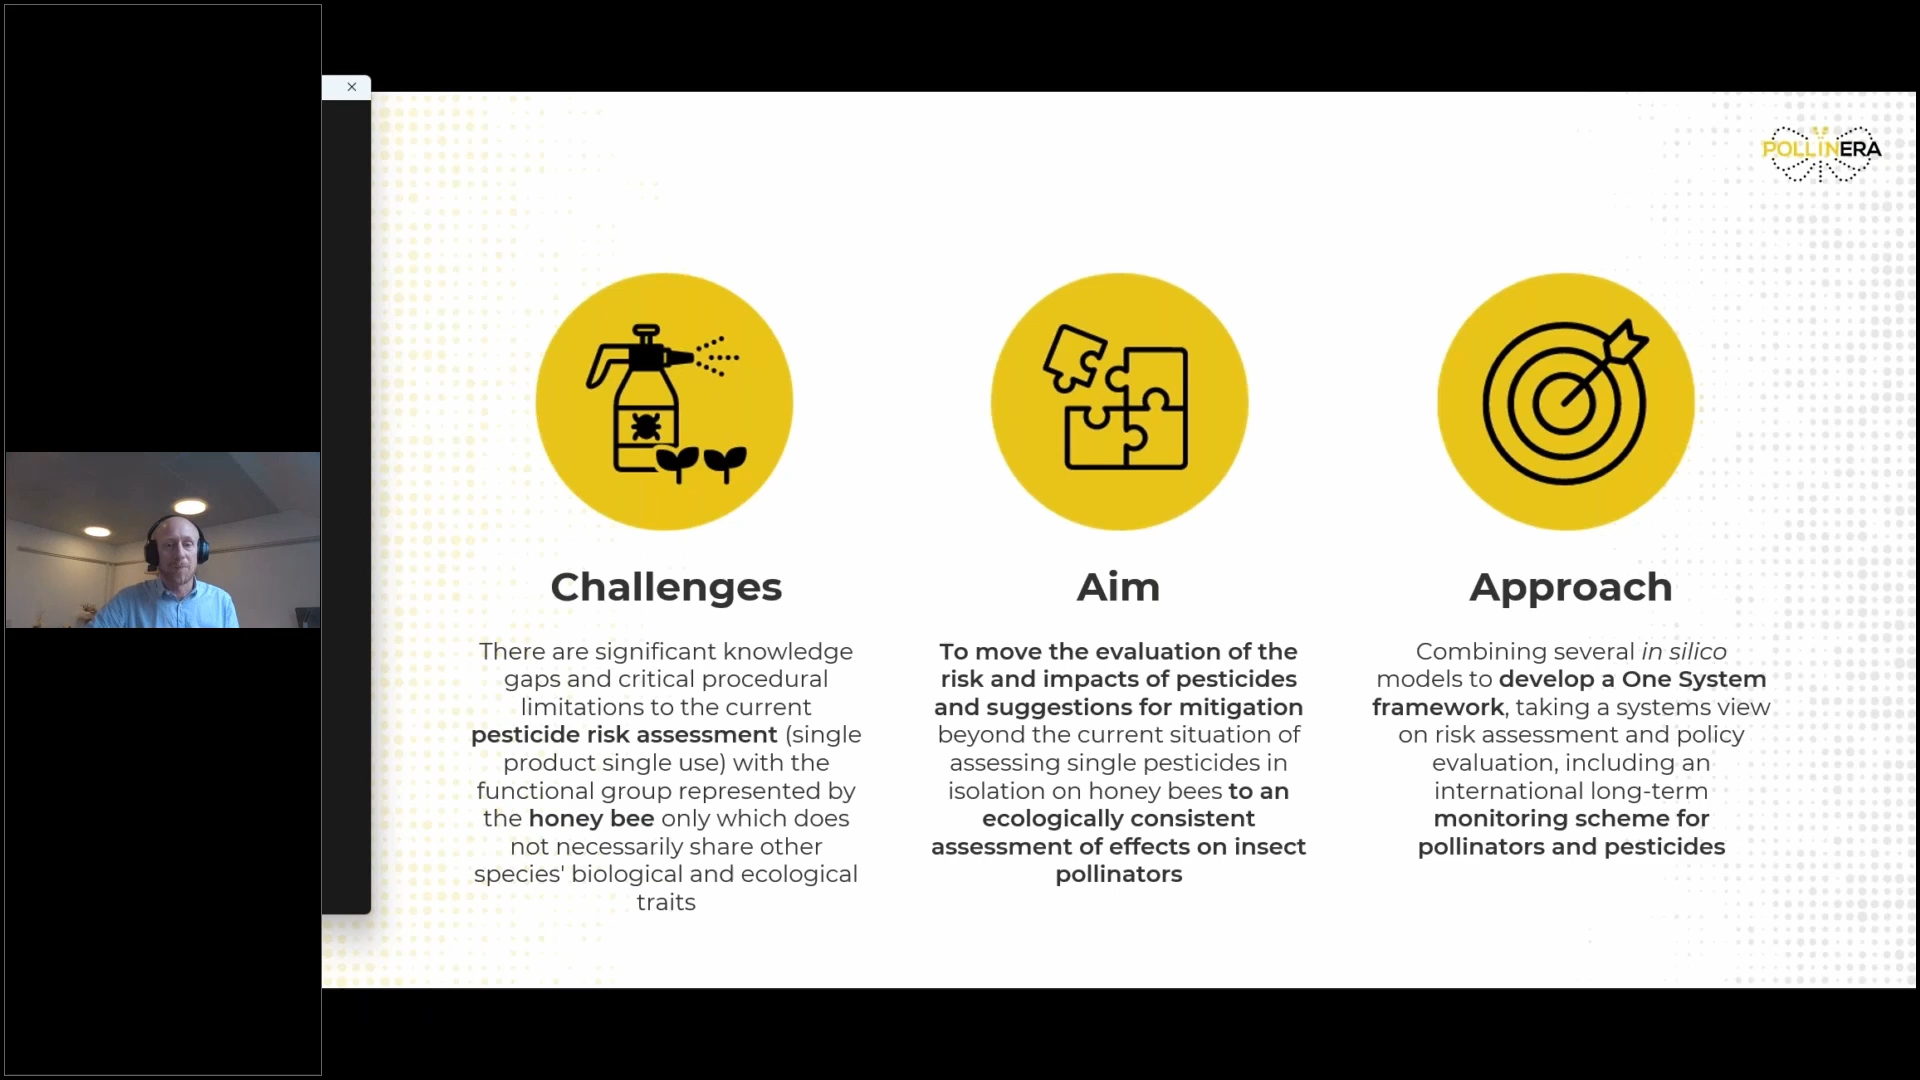 POLLINERA
Challenges
There are significant knowledge
gaps and critical procedural
limitations to the current
pesticide risk assessment (single
product single use) with the
functional group represented by
the honey bee only which does
not necessarily share other
species' biological and ecological
traits
Aim
To move the evaluation of the
risk and impacts of pesticides
and suggestions for mitigation
beyond the current situation of
assessing single pesticides in
isolation on honey bees to an
ecologically consistent
assessment of effects on insect
pollinators
Approach
Combining several in silico
models to develop a One System
framework, taking a systems view
on risk assessment and policy
evaluation, including an
international long-term
monitoring scheme for
pollinators and pesticides